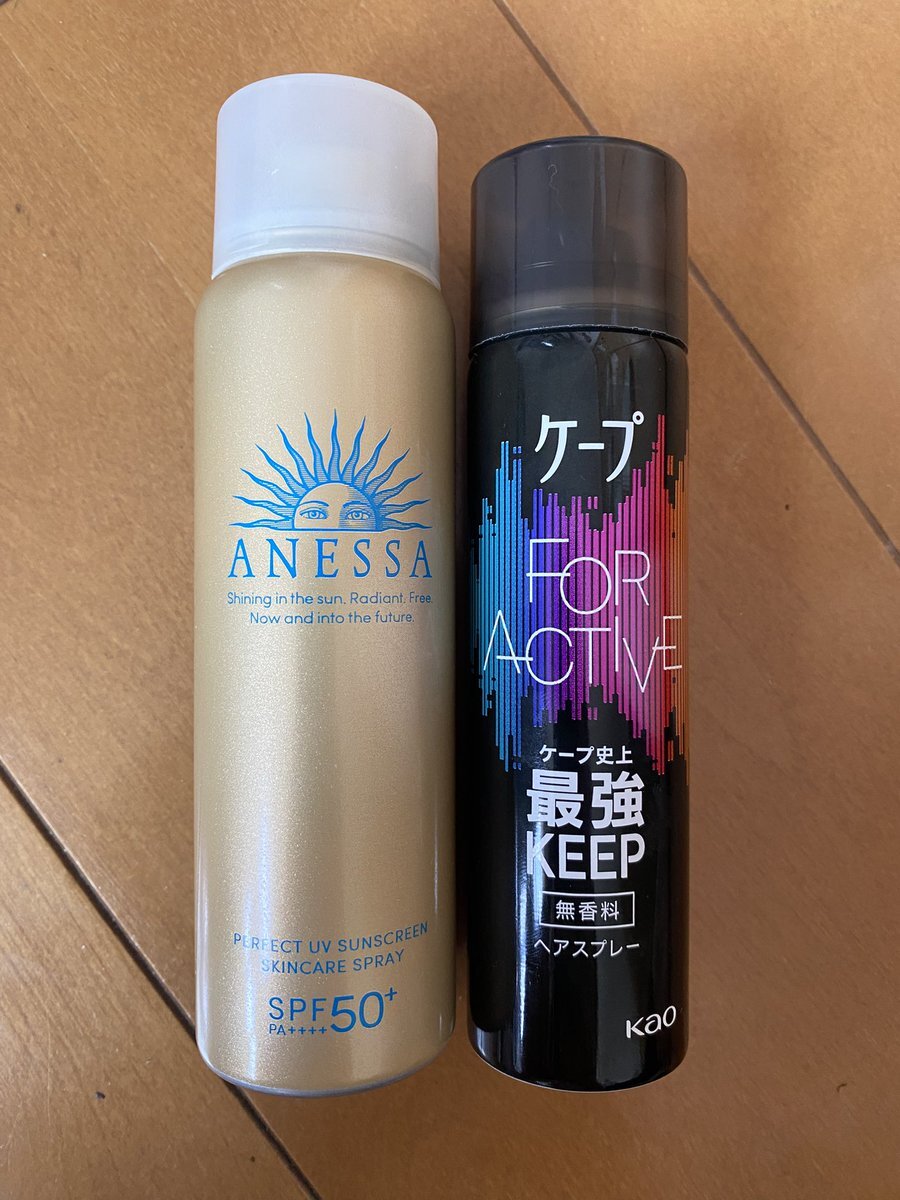 ANESSA
Shining in the sun. Radiant. Free.
Now and into the future.
PERFECT UV SUNSCREEN
SKINCARE SPRAY
SPF50+
PA++++
ケープ
FOR
ACTIVE
ケープ史上
最強
KEEP
無香料
ヘアスプレー
Kao